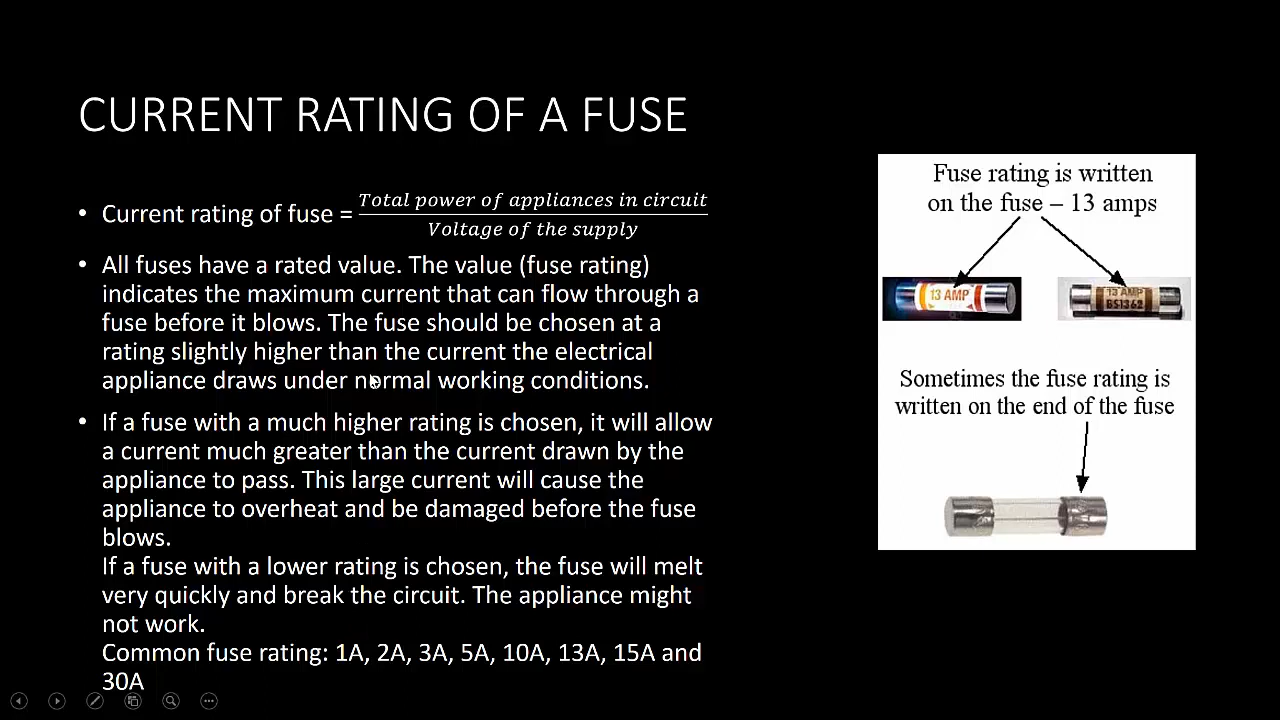 CURRENT RATING OF A FUSE
• Current rating of fuse = Total power of appliances in circuit / Voltage of the supply
• All fuses have a rated value. The value (fuse rating)
indicates the maximum current that can flow through a
fuse before it blows. The fuse should be chosen at a
rating slightly higher than the current the electrical
appliance draws under normal working conditions.
• If a fuse with a much higher rating is chosen, it will allow
a current much greater than the current drawn by the
appliance to pass. This large current will cause the
appliance to overheat and be damaged before the fuse
blows.
If a fuse with a lower rating is chosen, the fuse will melt
very quickly and break the circuit. The appliance might
not work.
Common fuse rating: 1A, 2A, 3A, 5A, 10A, 13A, 15A and
30A
Fuse rating is written
on the fuse – 13 amps
13 AMP
13 AMP
BS1362
Sometimes the fuse rating is
written on the end of the fuse